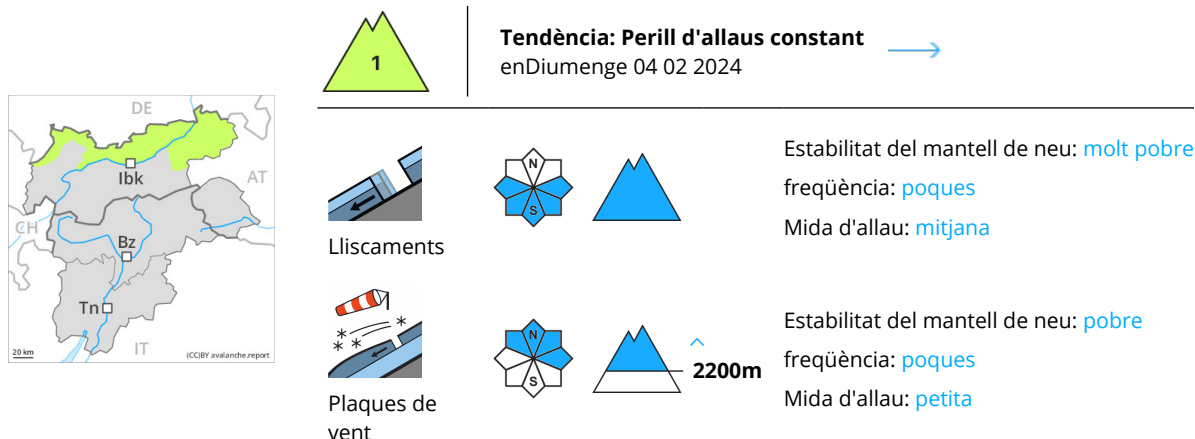 1
Tendència: Perill d'allaus constant
enDiumenge 04 02 2024
DE
Ibk
AT
CH
Bz
Tn
IT
20 km
(CC)BY avalanche.report
N
S
Lliscaments
Estabilitat del mantell de neu: molt pobre
freqüència: poques
Mida d'allau: mitjana
N
S
2200m
Plaques de
vent
Estabilitat del mantell de neu: pobre
freqüència: poques
Mida d'allau: petita